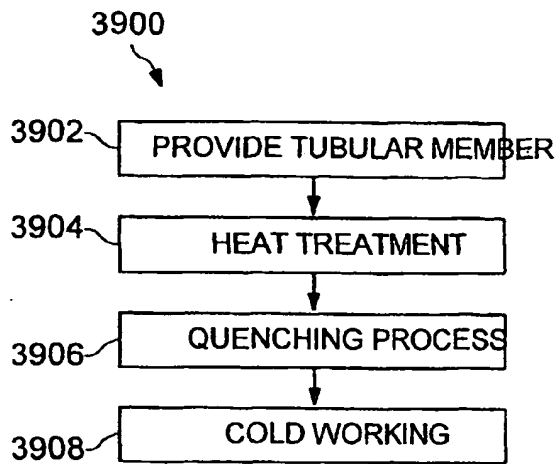 3900
3902 PROVIDE TUBULAR MEMBER
3904 HEAT TREATMENT
3906 QUENCHING PROCESS
3908 COLD WORKING